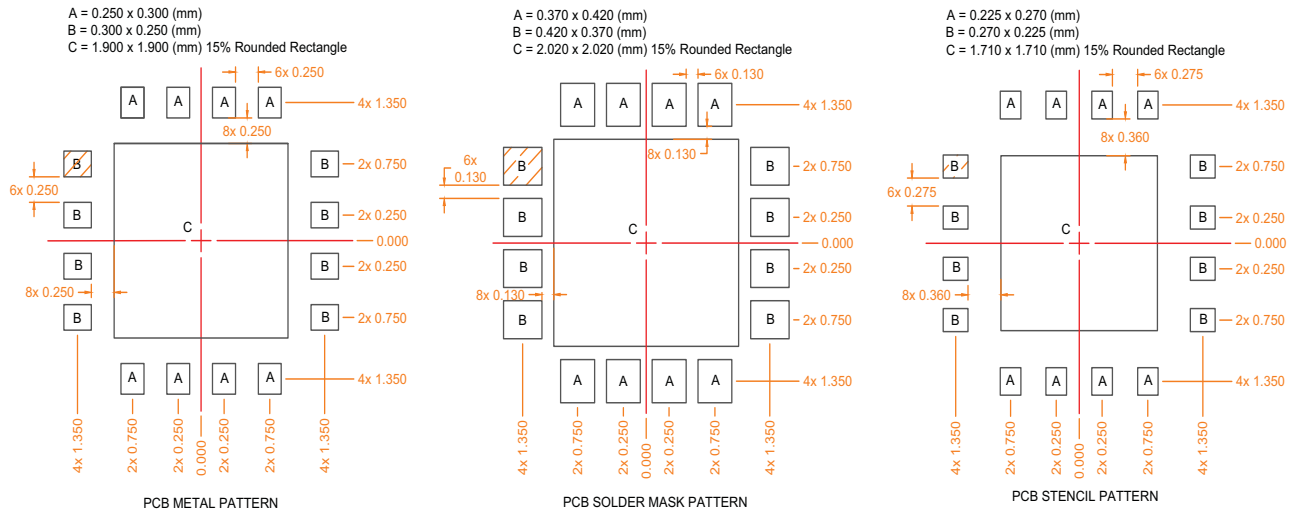 A = 0.250 x 0.300 (mm)
B = 0.300 x 0.250 (mm)
C = 1.900 x 1.900 (mm) 15% Rounded Rectangle
6x 0.250
A A A A
4x 1.350
8x 0.250
B
B
2x 0.750
6x 0.250
B
B
2x 0.250
C
0.000
B
B
2x 0.250
8x 0.250
B
B
2x 0.750
A A A A
4x 1.350
4x 1.350
2x 0.750
2x 0.250
0.000
2x 0.250
2x 0.750
4x 1.350
PCB METAL PATTERN
A = 0.370 x 0.420 (mm)
B = 0.420 x 0.370 (mm)
C = 2.020 x 2.020 (mm) 15% Rounded Rectangle
6x 0.130
A A A A
4x 1.350
8x 0.130
B
B
2x 0.750
6x
0.130
B
B
2x 0.250
C
0.000
B
B
2x 0.250
8x 0.130
B
B
2x 0.750
A A A A
4x 1.350
4x 1.350
2x 0.750
2x 0.250
0.000
2x 0.250
2x 0.750
4x 1.350
PCB SOLDER MASK PATTERN
A = 0.225 x 0.270 (mm)
B = 0.270 x 0.225 (mm)
C = 1.710 x 1.710 (mm) 15% Rounded Rectangle
6x 0.275
A A A A
4x 1.350
8x 0.360
B
B
2x 0.750
6x 0.275
B
B
2x 0.250
C
0.000
B
B
2x 0.250
8x 0.360
B
B
2x 0.750
A A A A
4x 1.350
4x 1.350
2x 0.750
2x 0.250
0.000
2x 0.250
2x 0.750
4x 1.350
PCB STENCIL PATTERN